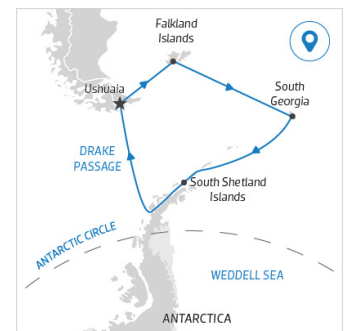 Falkland
Islands
Ushuaia
South
Georgia
DRAKE
PASSAGE
South Shetland
Islands
ANTARCTIC CIRCLE
WEDDELL SEA
ANTARCTICA